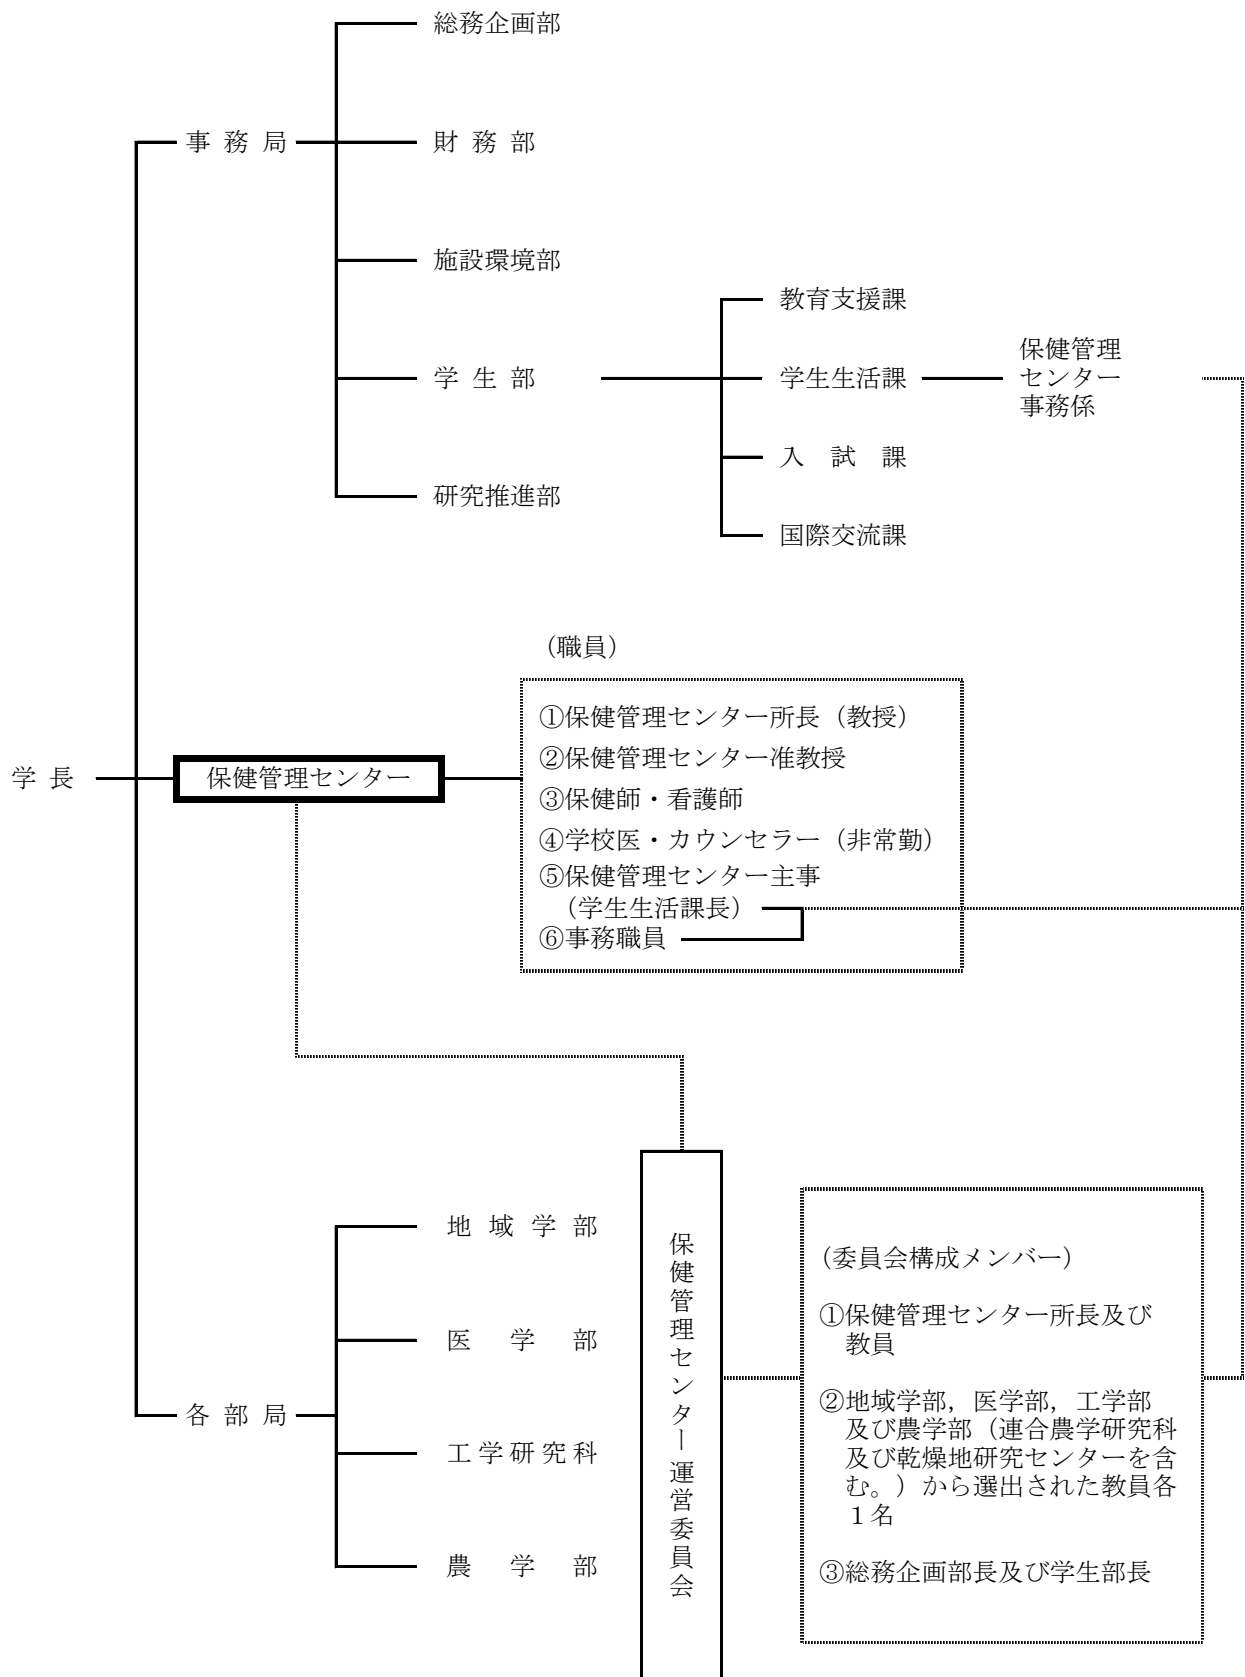 総務企画部
事務局
財務部
施設環境部
教育支援課
学生部
学生生活課
保健管理
センター
事務係
入試課
研究推進部
国際交流課
（職員）
①保健管理センター所長（教授）
②保健管理センター准教授
学長
保健管理センター
③保健師・看護師
④学校医・カウンセラー（非常勤）
⑤保健管理センター主事
（学生生活課長）
⑥事務職員
地域学部
医学部
各部局
工学研究科
農学部
保健管理センター運営委員会
（委員会構成メンバー）
①保健管理センター所長及び
教員
②地域学部，医学部，工学部
及び農学部（連合農学研究科
及び乾燥地研究センターを含
む。）から選出された教員各
１名
③総務企画部長及び学生部長